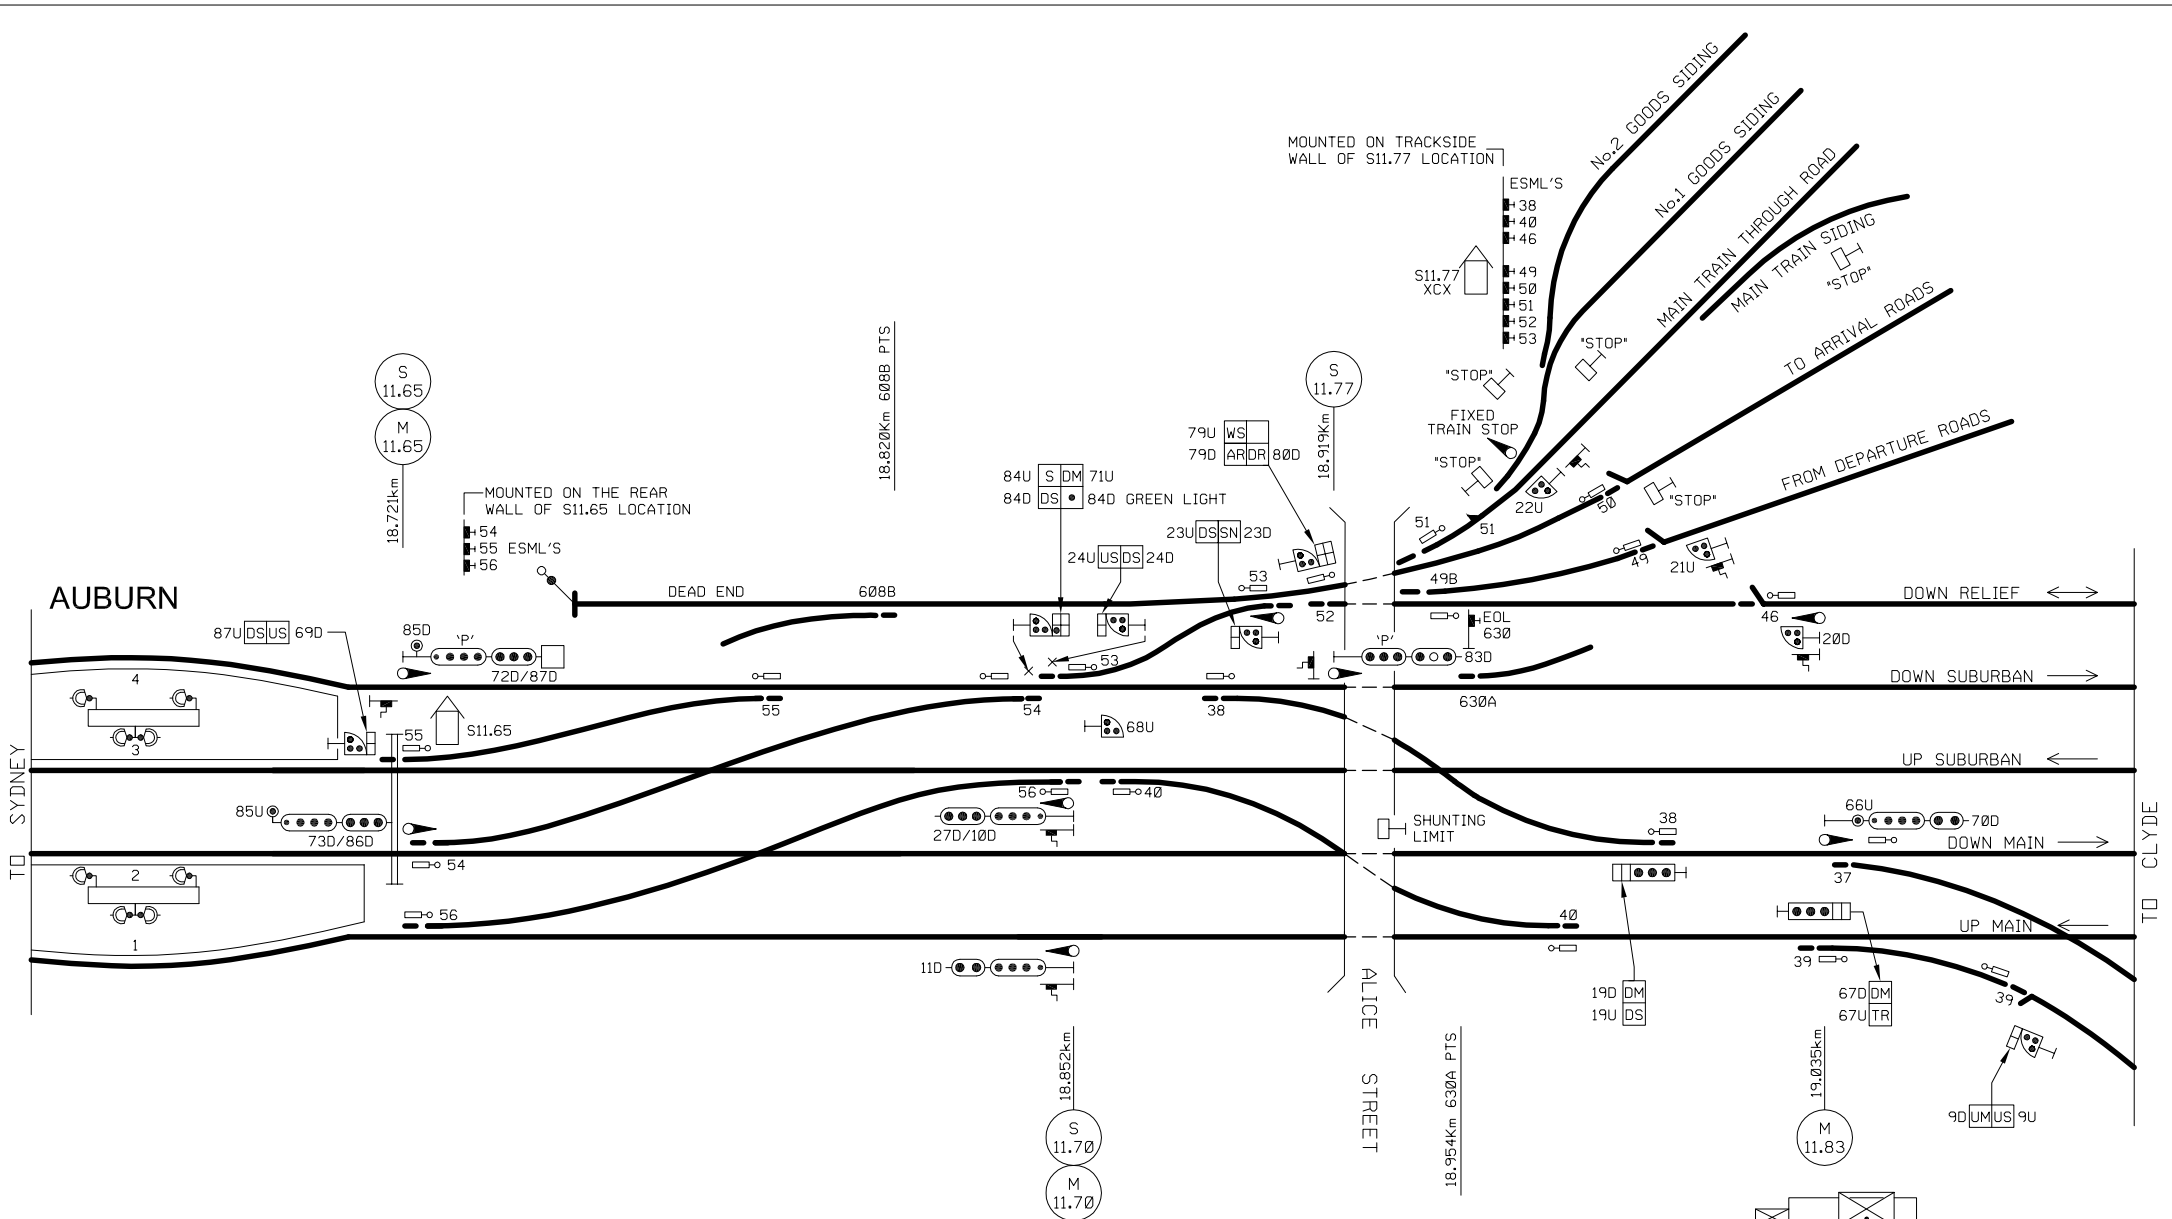 No.2 GOODS SIDING
No.1 GOODS SIDING
MAIN TRAIN THROUGH ROAD
MAIN TRAIN SIDING
"STOP"
TO ARRIVAL ROADS
FROM DEPARTURE ROADS
MOUNTED ON TRACKSIDE
WALL OF S11.77 LOCATION
ESML'S
38
40
46
49
50
51
52
53
S11.77
XCX
"STOP"
"STOP"
FIXED
TRAIN STOP
"STOP"
"STOP"
S
11.65
M
11.65
18.721km
18.820Km 608B PTS
S
11.77
18.919Km
MOUNTED ON THE REAR
WALL OF S11.65 LOCATION
54
55 ESML'S
56
84U S DM 71U
84D DS 84D GREEN LIGHT
79U WS
79D AR DR 80D
23U DS SN 23D
24U US DS 24D
22U
51
51
50
49
21U
AUBURN
DEAD END
608B
53
52
49B
EOL
630
46
20D
DOWN RELIEF
87U DS US 69D
85D
'P'
72D/87D
53
'P'
83D
4
3
55
S11.65
55
54
38
68U
630A
DOWN SUBURBAN
UP SUBURBAN
TO SYDNEY
85U
73D/86D
54
56
40
27D/10D
SHUNTING
LIMIT
38
66U
70D
DOWN MAIN
37
TO CLYDE
2
1
56
11D
40
UP MAIN
39
39
19D DM
19U DS
67D DM
67U TR
9D UM US 9U
ALICE STREET
18.852km
S
11.70
M
11.70
18.954Km 630A PTS
19.035km
M
11.83